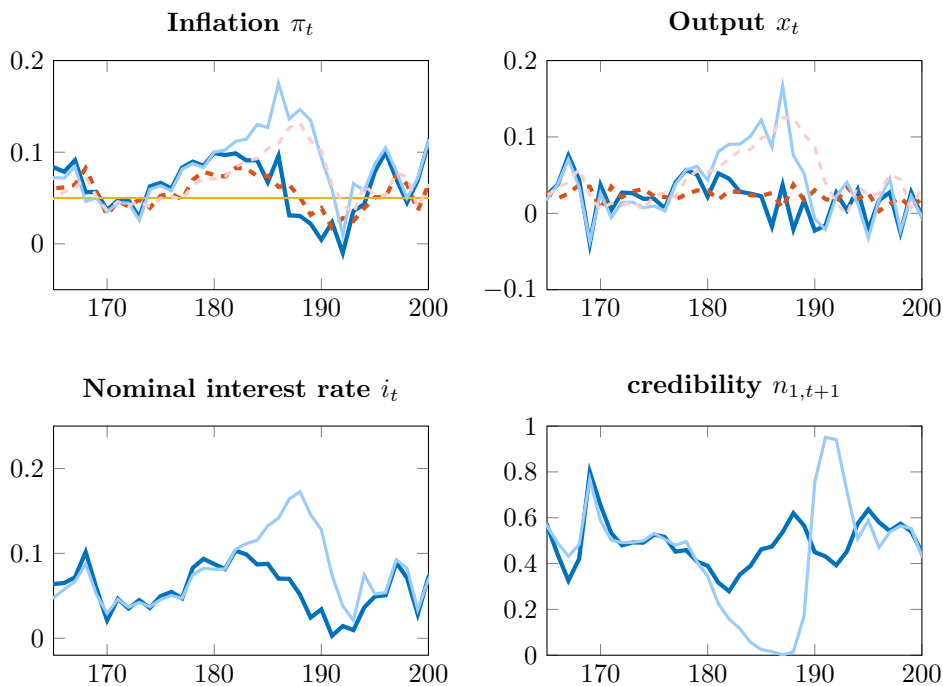 Inflation πₜ
0.2
0.1
0
170 180 190 200
Output xₜ
0.2
0.1
0
−0.1
170 180 190 200
Nominal interest rate iₜ
0.2
0.1
0
170 180 190 200
credibility n₁,ₜ₊₁
1
0.8
0.6
0.4
0.2
0
170 180 190 200